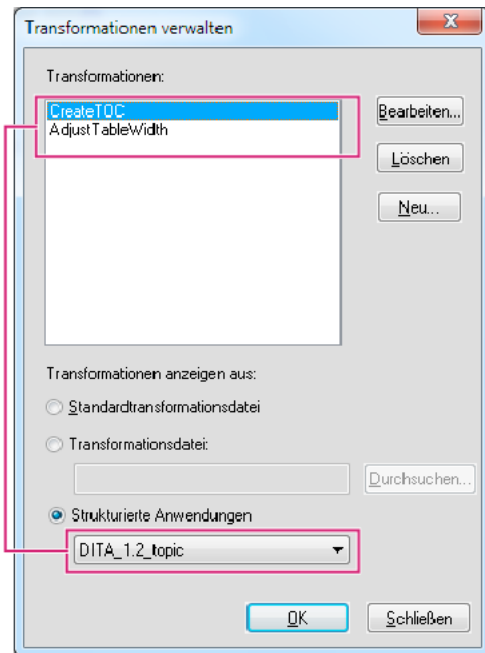 Transformationen verwalten
Transformationen:
CreateTOC
AdjustTableWidth
Bearbeiten...
Löschen
Neu...
Transformationen anzeigen aus:
Standardtransformationsdatei
Transformationsdatei:
Durchsuchen...
Strukturierte Anwendungen
DITA_1.2_topic
OK
Schließen